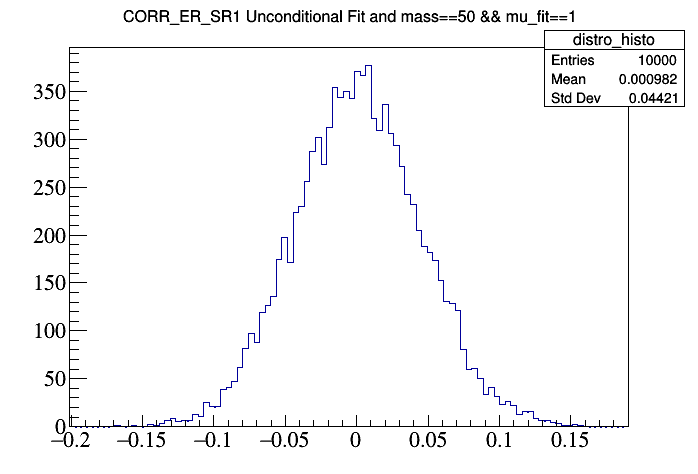 CORR_ER_SR1 Unconditional Fit and mass==50 && mu_fit==1
distro_histo
Entries 10000
Mean 0.000982
Std Dev 0.04421
350
300
250
200
150
100
50
0
−0.2 −0.15 −0.1 −0.05 0 0.05 0.1 0.15